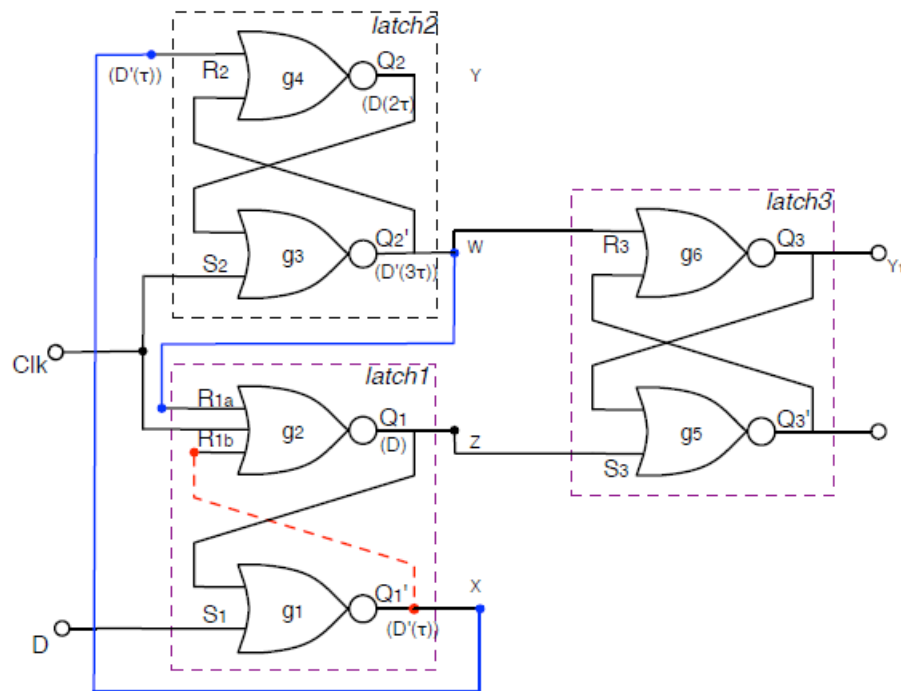 latch2
R2
g4
Q2
Y
(D'(τ))
(D(2τ)
latch3
g3
Q2'
W
R3
g6
Q3
S2
(D'(3τ))
Y1
Clk
latch1
R1a
g2
Q1
g5
Q3'
R1b
(D)
Z
S3
g1
Q1'
X
S1
(D'(τ))
D